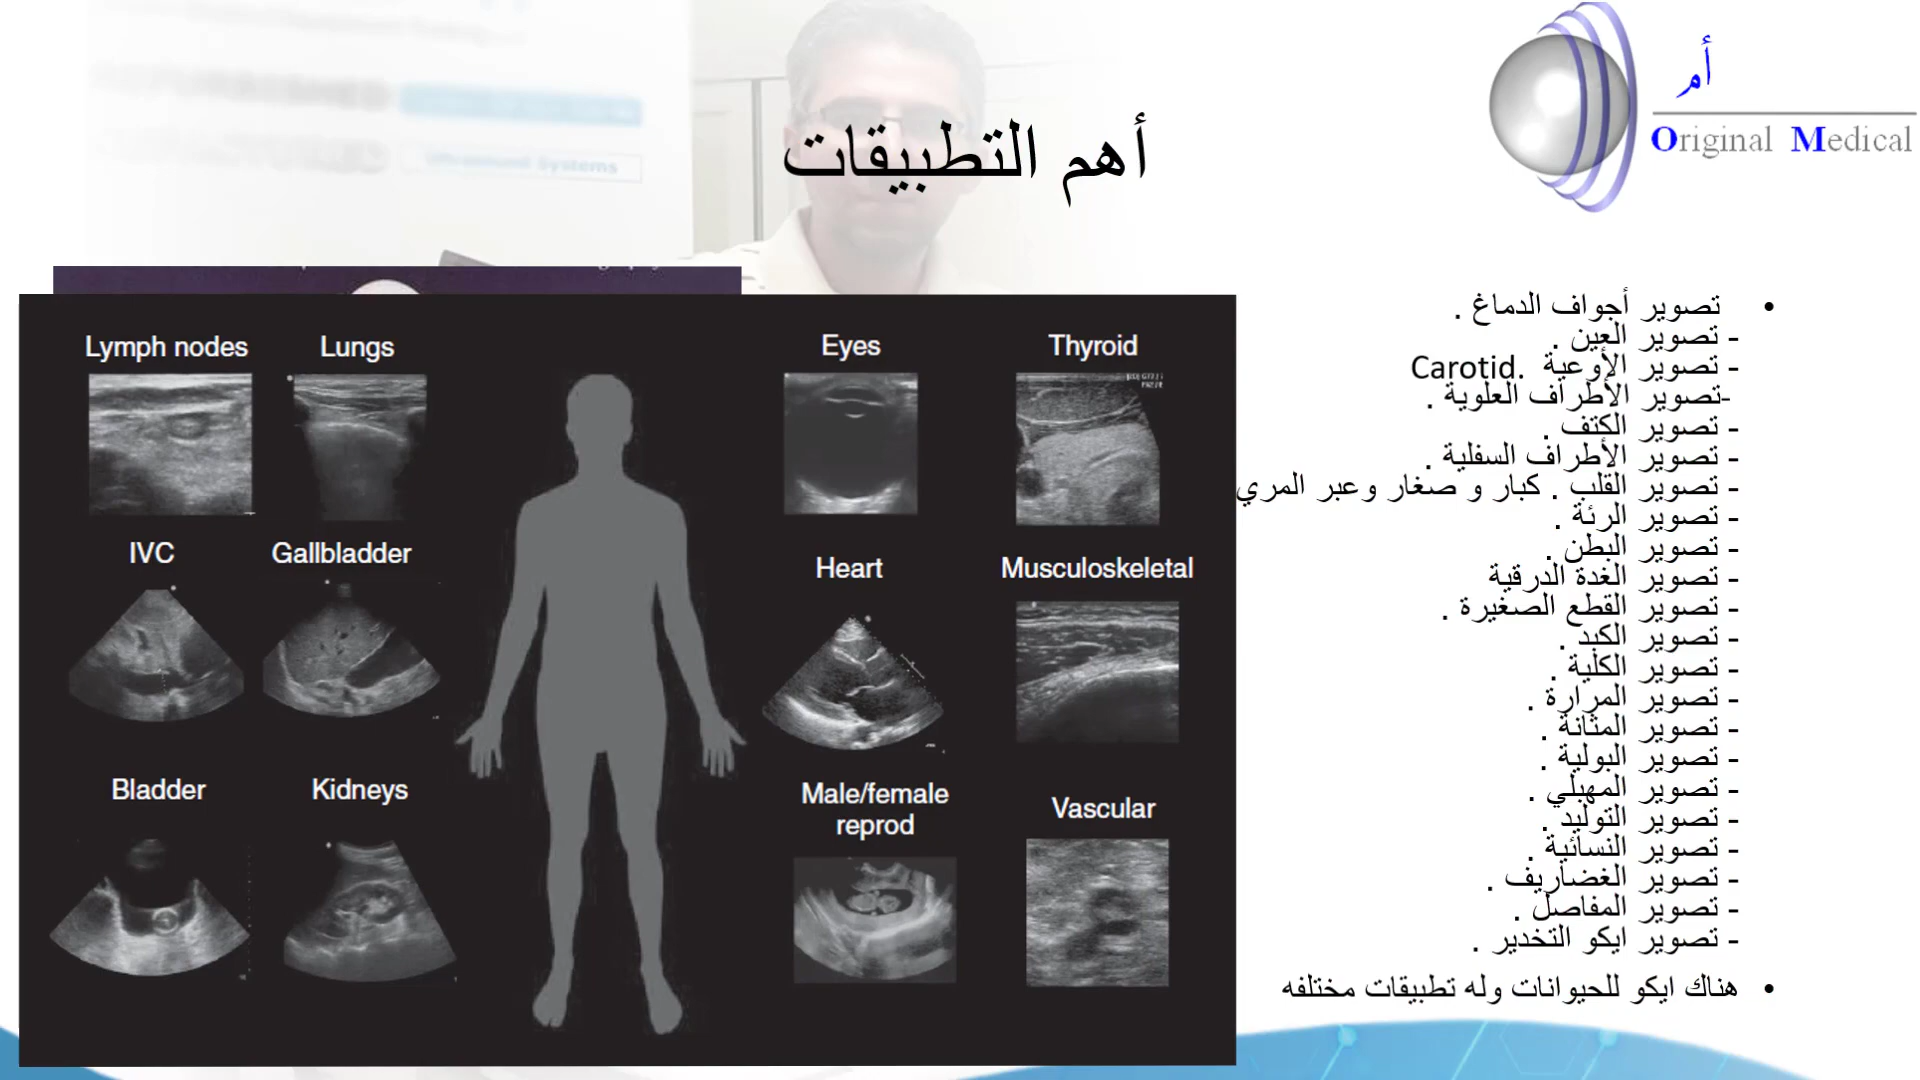 أم
Original Medical
أهم التطبيقات
• تصوير أجواف الدماغ .
- تصوير العين .
- تصوير الأوعية Carotid.
-تصوير الأطراف العلوية .
- تصوير الكتف .
- تصوير الأطراف السفلية .
- تصوير القلب . كبار و صغار وعبر المري
- تصوير الرئة .
- تصوير البطن .
- تصوير الغدة الدرقية
- تصوير القطع الصغيرة .
- تصوير الكبد .
- تصوير الكلية .
- تصوير المرارة .
- تصوير المثانة .
- تصوير البولية .
- تصوير المهبلي .
- تصوير التوليد .
- تصوير النسائية .
- تصوير الغضاريف .
- تصوير المفاصل .
- تصوير ايكو التخدير .
• هناك ايكو للحيوانات وله تطبيقات مختلفه
Lymph nodes
Lungs
Eyes
Thyroid
IVC
Gallbladder
Heart
Musculoskeletal
Bladder
Kidneys
Male/female
reprod
Vascular